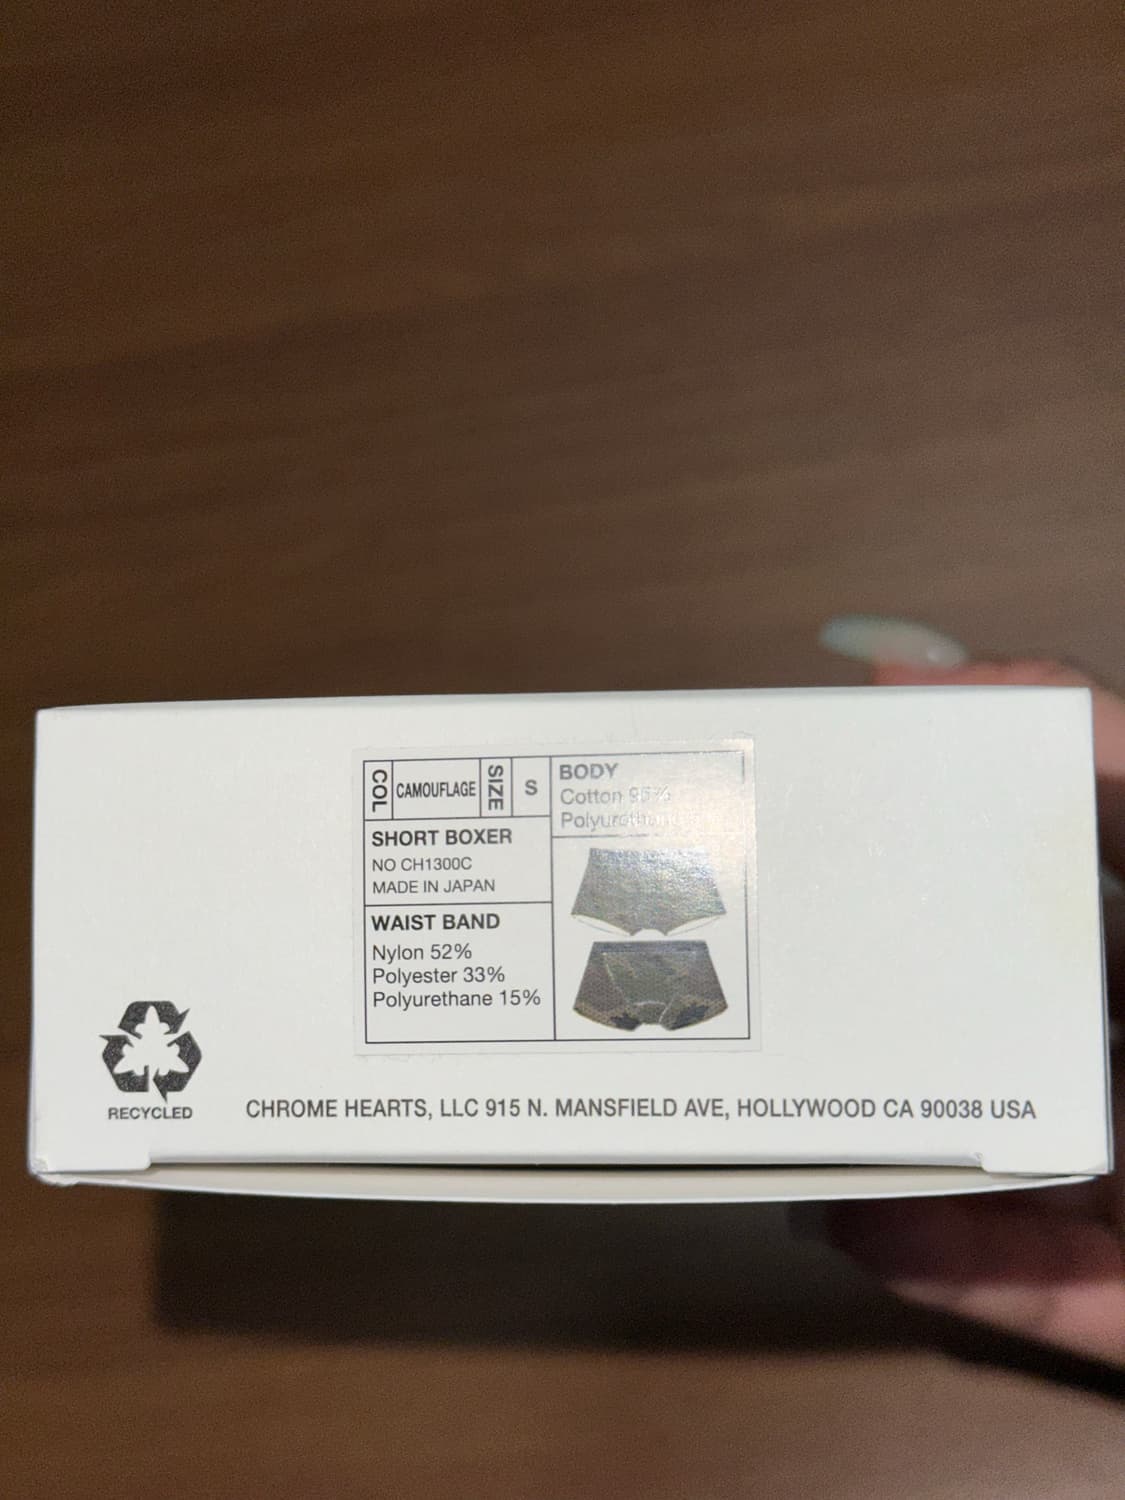 COL CAMOUFLAGE SIZE S
SHORT BOXER
NO CH1300C
MADE IN JAPAN
WAIST BAND
Nylon 52%
Polyester 33%
Polyurethane 15%
BODY
Cotton 95%
Polyurethane
RECYCLED
CHROME HEARTS, LLC 915 N. MANSFIELD AVE, HOLLYWOOD CA 90038 USA